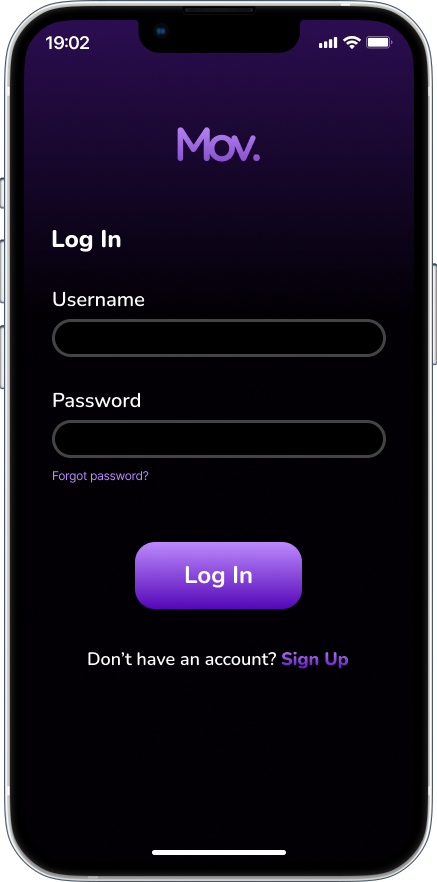 19:02
Mov.
Log In
Username
Password
Forgot password?
Log In
Don't have an account? Sign Up